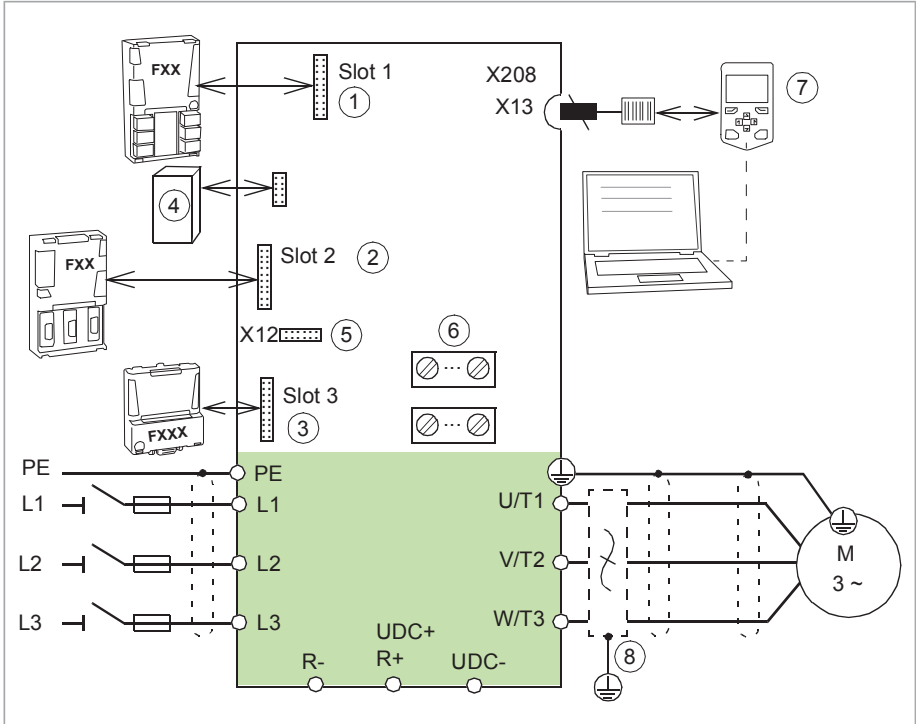 FXX
Slot 1
1
X208
X13
7
4
FXX
Slot 2
2
X12
5
6
FXXX
Slot 3
3
PE
PE
L1
L1
U/T1
L2
L2
V/T2
M
3 ~
L3
L3
W/T3
UDC+
R-
R+
UDC-
8